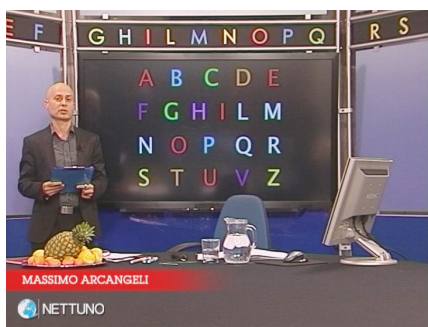 E F G H I L M N O P Q R S
A B C D E
F G H I L M
N O P Q R
S T U V Z
MASSIMO ARCANGELI
NETTUNO